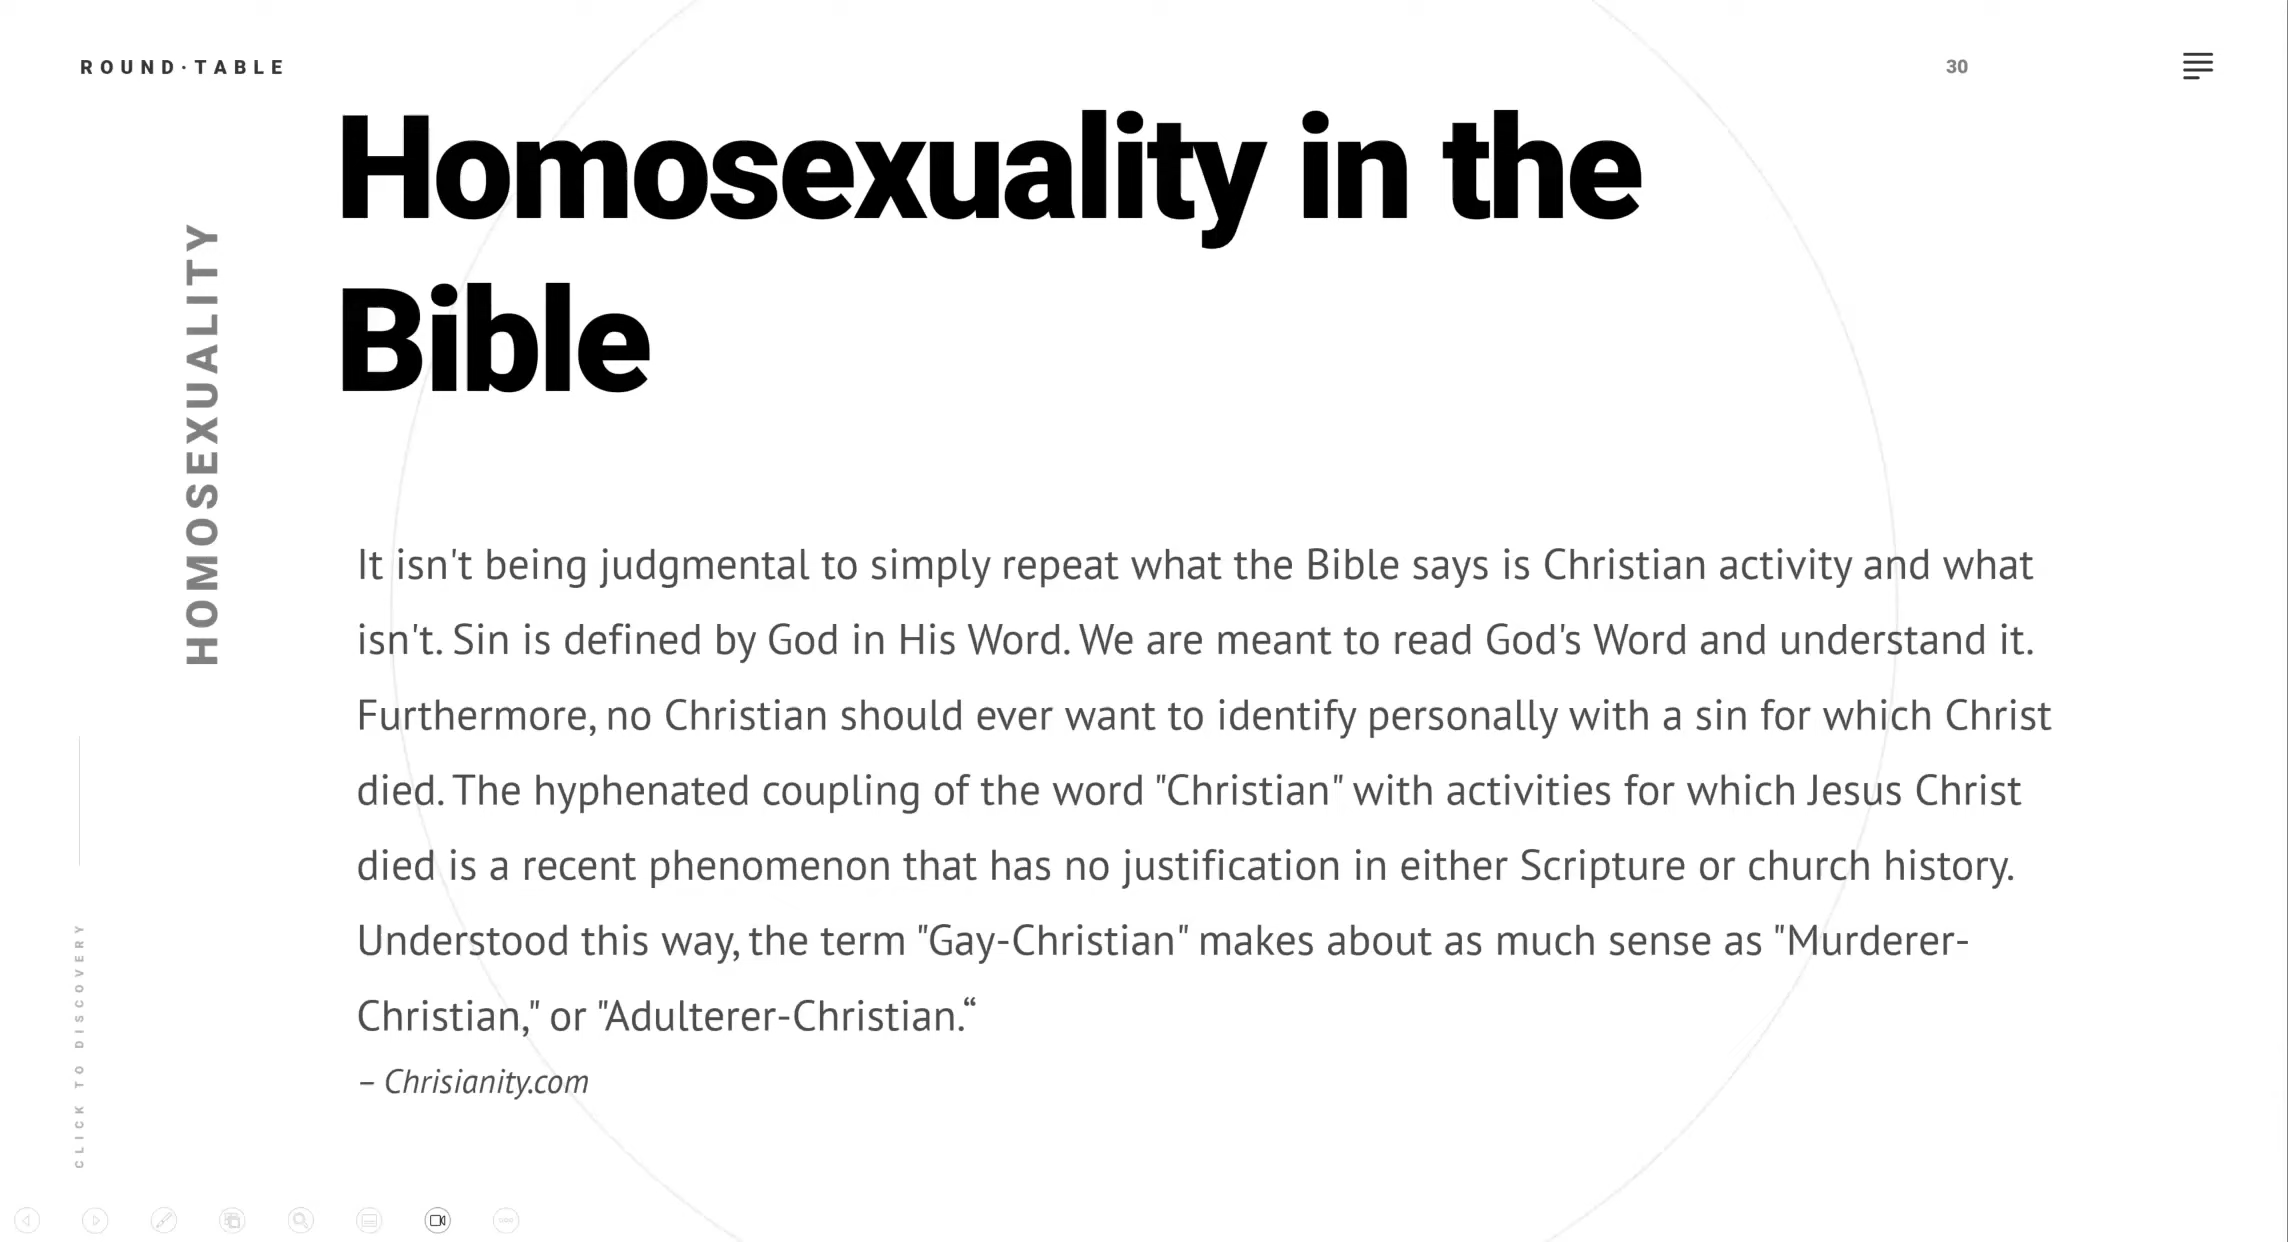 ROUND·TABLE
30
Homosexuality in the
Bible
HOMOSEXUALITY
It isn't being judgmental to simply repeat what the Bible says is Christian activity and what
isn't. Sin is defined by God in His Word. We are meant to read God's Word and understand it.
Furthermore, no Christian should ever want to identify personally with a sin for which Christ
died. The hyphenated coupling of the word "Christian" with activities for which Jesus Christ
died is a recent phenomenon that has no justification in either Scripture or church history.
Understood this way, the term "Gay-Christian" makes about as much sense as "Murderer-
Christian," or "Adulterer-Christian.“
– Chrisianity.com
CLICK TO DISCOVERY